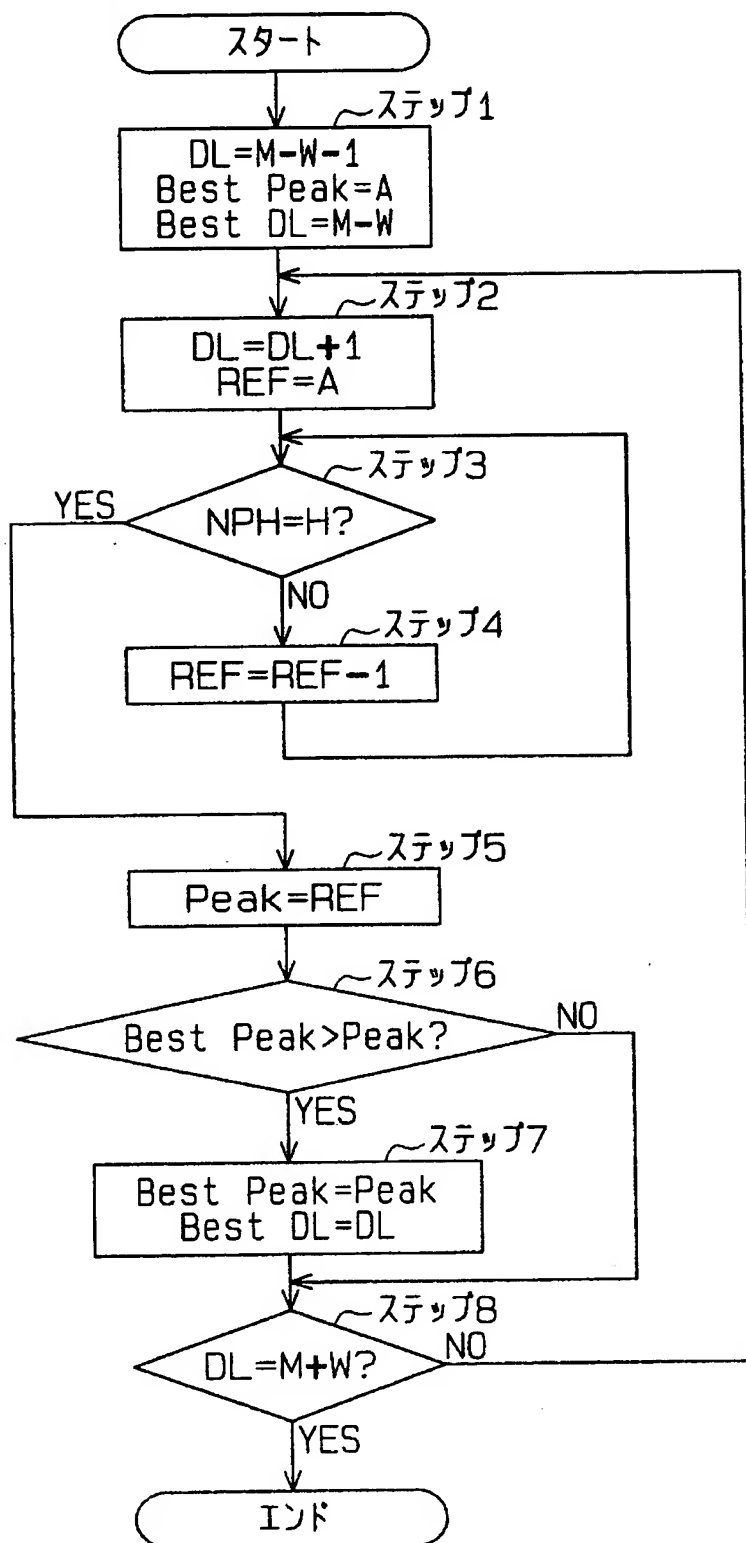 スタート
ステップ1
DL=M-W-1
Best Peak=A
Best DL=M-W
ステップ2
DL=DL+1
REF=A
ステップ3
YES
NPH=H?
NO
ステップ4
REF=REF-1
ステップ5
Peak=REF
ステップ6
Best Peak>Peak?
NO
YES
ステップ7
Best Peak=Peak
Best DL=DL
ステップ8
DL=M+W?
NO
YES
エンド